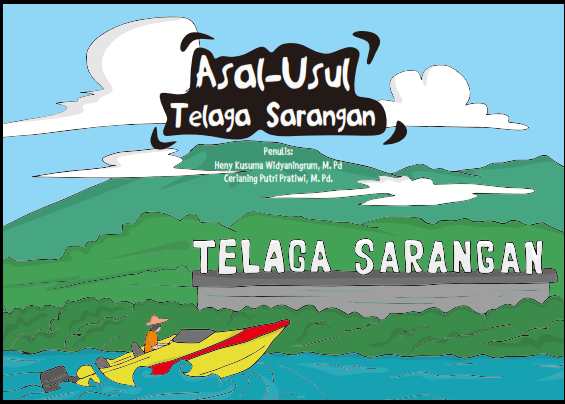 Asal-Usul
Telaga Sarangan
Penulis:
Heny Kusuma Widyaningrum, M. Pd
Cerianing Putri Pratiwi, M. Pd.
TELAGA SARANGAN